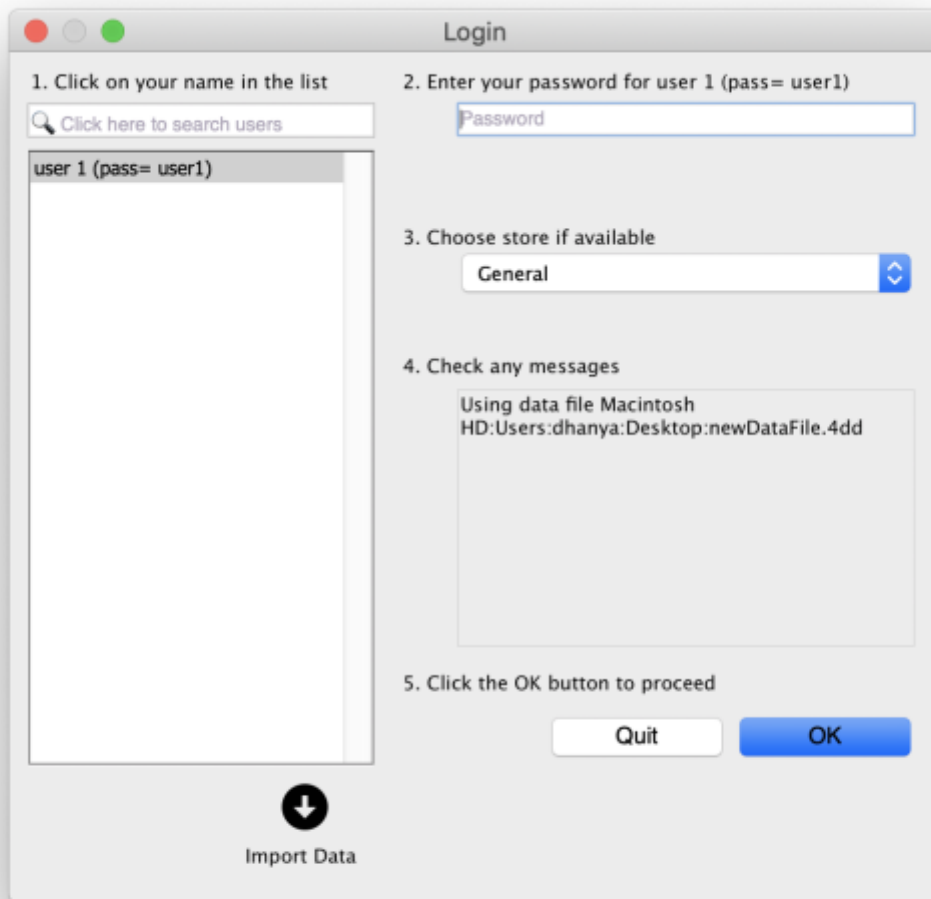 Login
1. Click on your name in the list
Click here to search users
user 1 (pass= user1)
Import Data
2. Enter your password for user 1 (pass= user1)
Password
3. Choose store if available
General
4. Check any messages
Using data file Macintosh
HD:Users:dhanya:Desktop:newDataFile.4dd
5. Click the OK button to proceed
Quit
OK